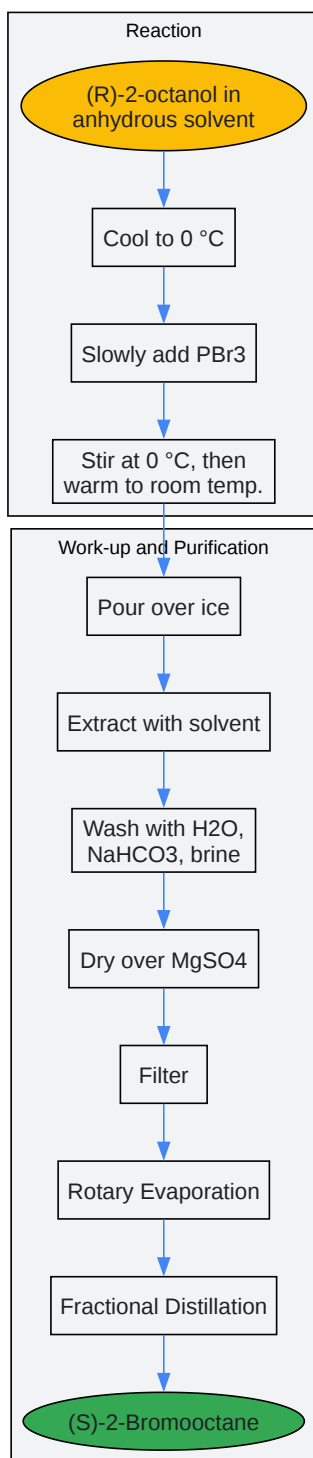 Reaction
(R)-2-octanol in
anhydrous solvent
Cool to 0 °C
Slowly add PBr3
Stir at 0 °C, then
warm to room temp.
Work-up and Purification
Pour over ice
Extract with solvent
Wash with H2O,
NaHCO3, brine
Dry over MgSO4
Filter
Rotary Evaporation
Fractional Distillation
(S)-2-Bromooctane